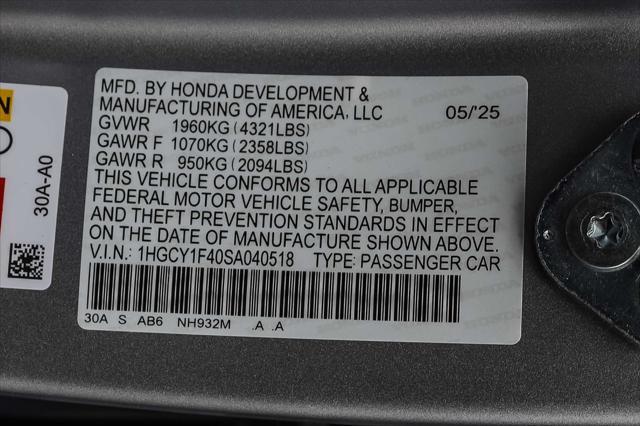 MFD. BY HONDA DEVELOPMENT &
MANUFACTURING OF AMERICA, LLC 05/'25
GVWR 1960KG (4321LBS)
GAWR F 1070KG (2358LBS)
GAWR R 950KG (2094LBS)
THIS VEHICLE CONFORMS TO ALL APPLICABLE
FEDERAL MOTOR VEHICLE SAFETY, BUMPER,
AND THEFT PREVENTION STANDARDS IN EFFECT
ON THE DATE OF MANUFACTURE SHOWN ABOVE.
V.I.N.: 1HGCY1F40SA040518 TYPE: PASSENGER CAR
30A S AB6 NH932M .A .A
30A-A0